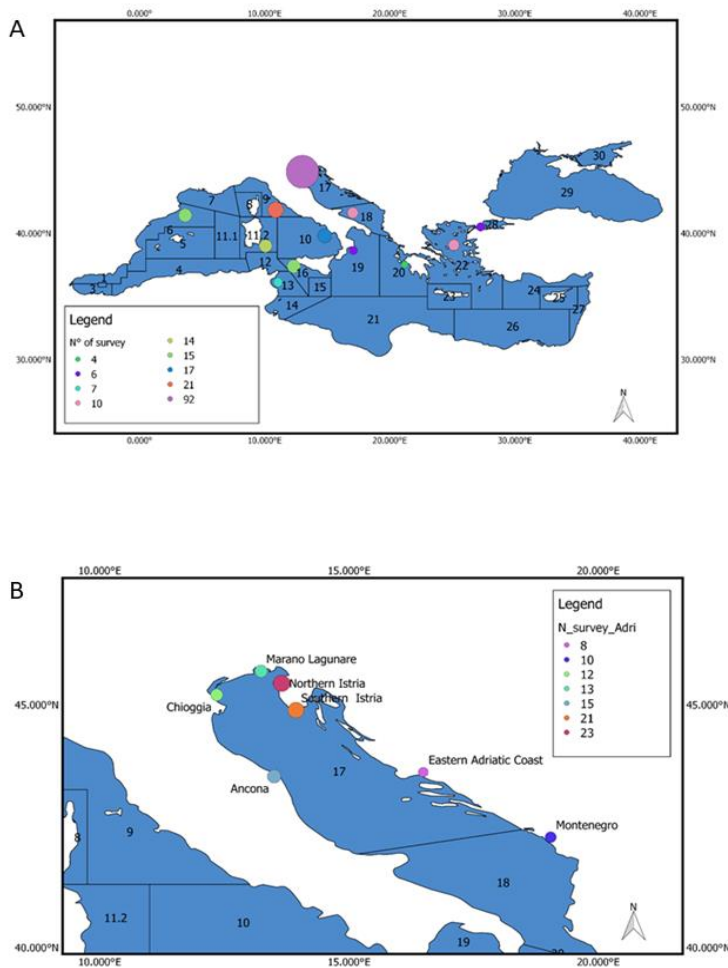 A
0.000° 10.000°E 20.000°E 30.000°E 40.000°E
50.000°N 50.000°N
40.000°N 40.000°N
30.000°N 30.000°N
30
29
17
7
8
9
18
28
6
11.1
11.2
10
5
19
22
20
4
12
16
1
3
13
15
23
24
25
27
14
21
26
Legend
N° of survey
4 14
6 15
7 17
10 21
92
N
0.000° 10.000°E 20.000°E 30.000°E 40.000°E
B
10.000°E 15.000°E 20.000°E
Legend
N_survey_Adri
8
10
12
13
15
21
23
Marano Lagunare
Northern Istria
Southern Istria
45.000°N 45.000°N
Chioggia
17
Eastern Adriatic Coast
Ancona
Montenegro
8
9
18
11.2
10
19
N
40.000°N 40.000°N
10.000°E 15.000°E 20.000°E